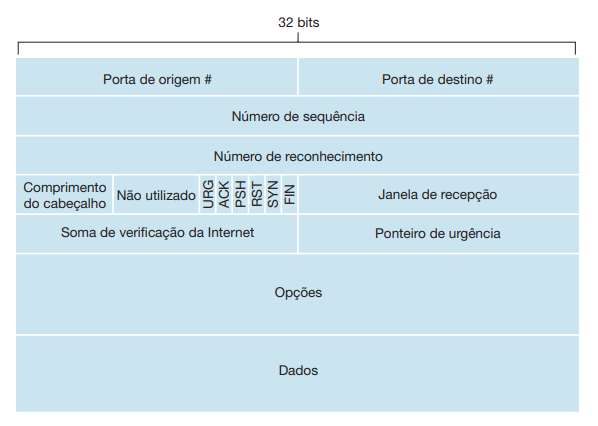 32 bits
Porta de origem #
Porta de destino #
Número de sequência
Número de reconhecimento
Comprimento
do cabeçalho
Não utilizado
URG
ACK
PSH
RST
SYN
FIN
Janela de recepção
Soma de verificação da Internet
Ponteiro de urgência
Opções
Dados